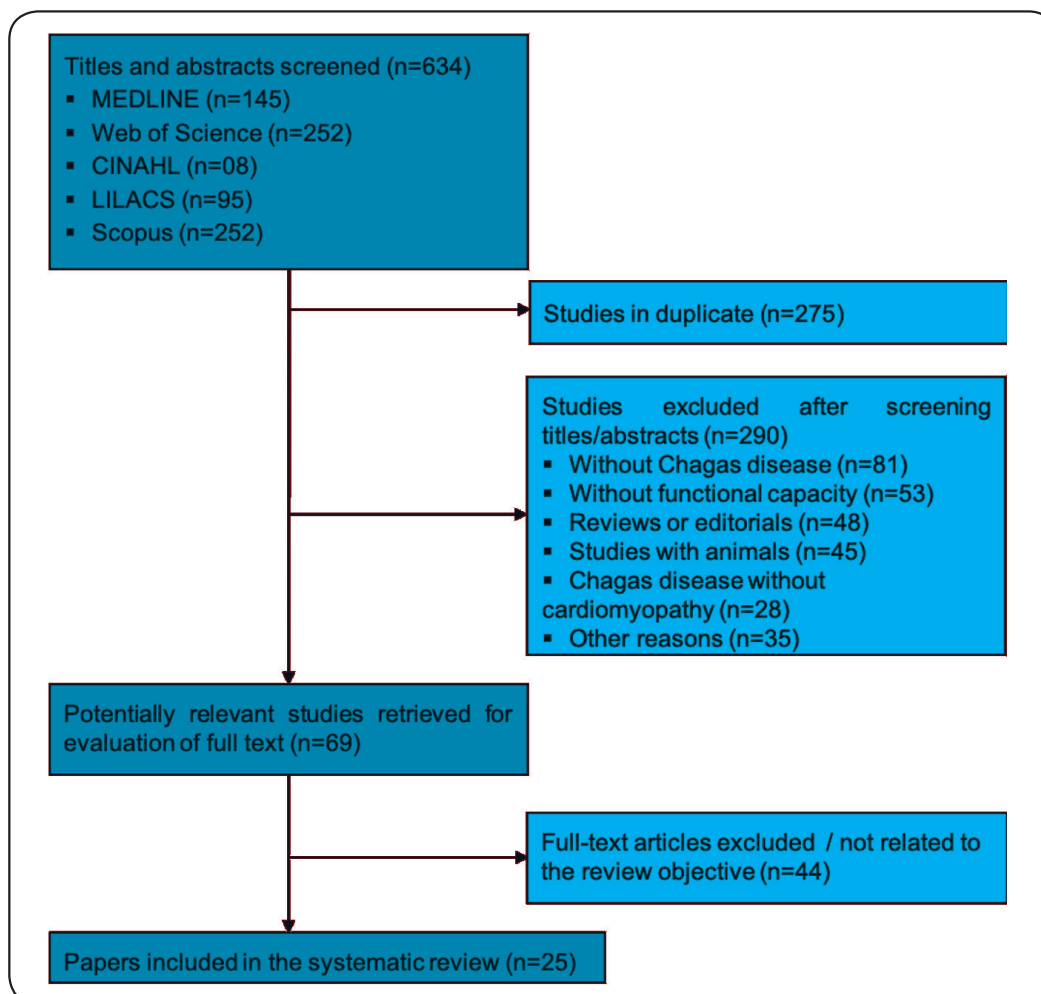 Titles and abstracts screened (n=634)
▪ MEDLINE (n=145)
▪ Web of Science (n=252)
▪ CINAHL (n=08)
▪ LILACS (n=95)
▪ Scopus (n=252)
Studies in duplicate (n=275)
Studies excluded after screening
titles/abstracts (n=290)
▪ Without Chagas disease (n=81)
▪ Without functional capacity (n=53)
▪ Reviews or editorials (n=48)
▪ Studies with animals (n=45)
▪ Chagas disease without
cardiomyopathy (n=28)
▪ Other reasons (n=35)
Potentially relevant studies retrieved for
evaluation of full text (n=69)
Full-text articles excluded / not related to
the review objective (n=44)
Papers included in the systematic review (n=25)